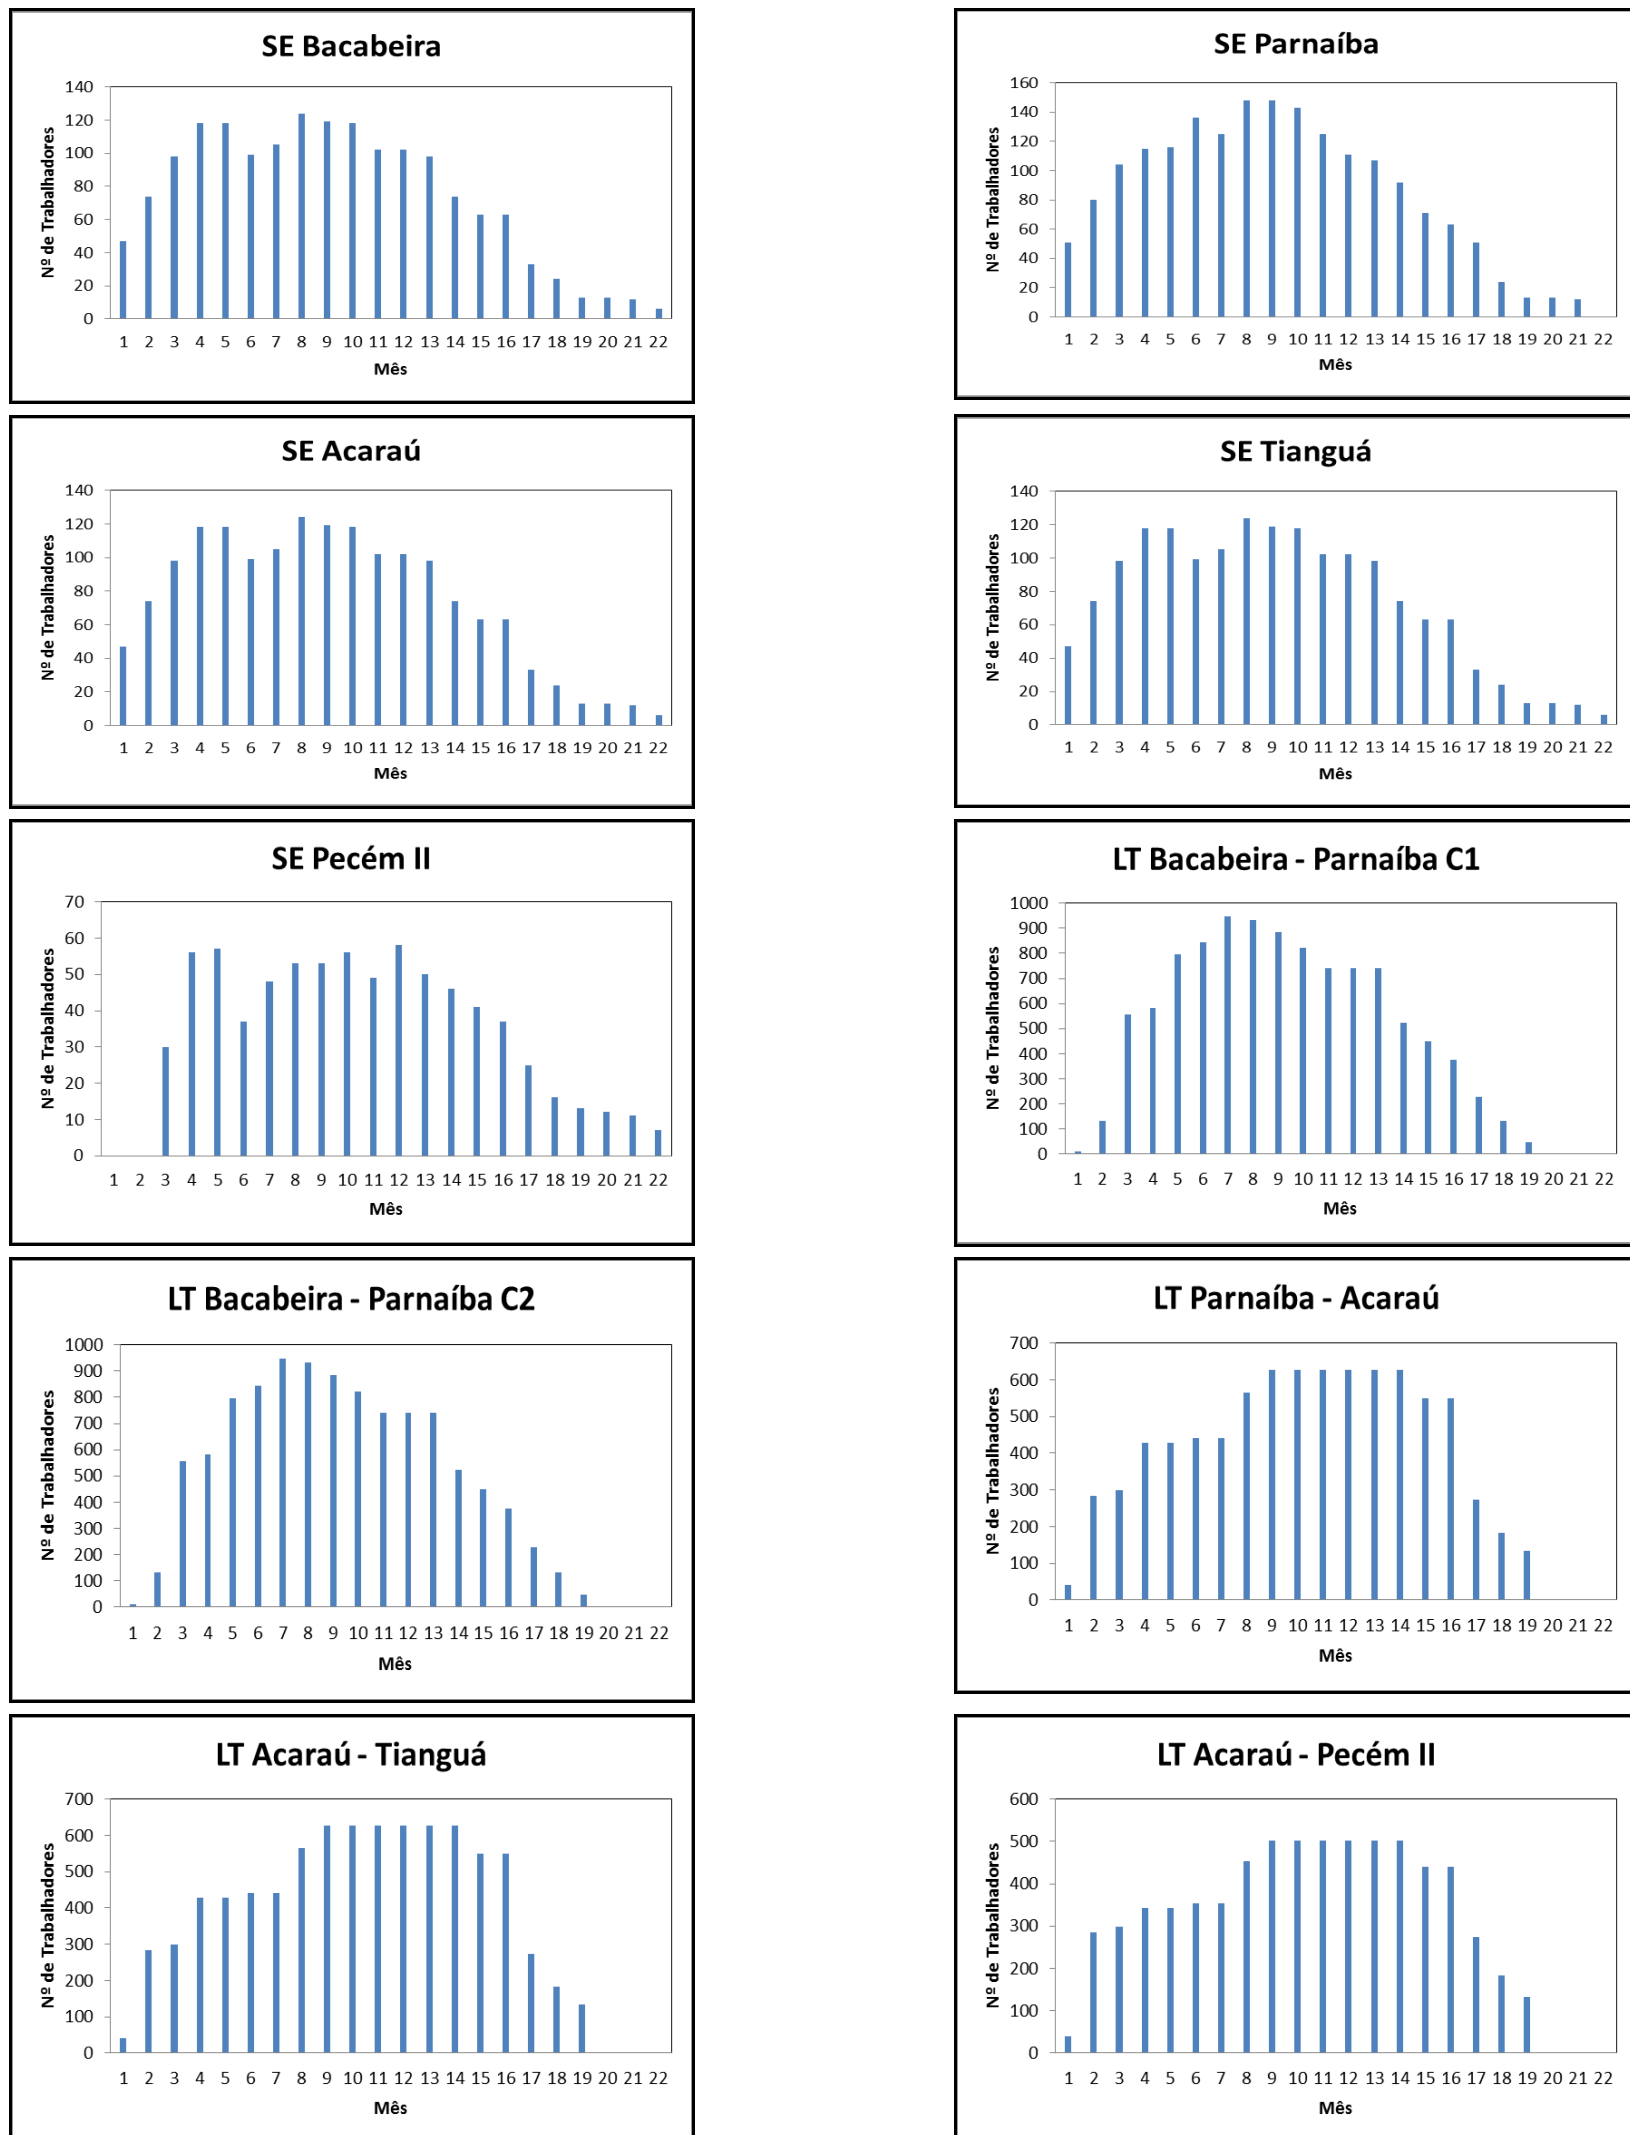 SE Bacabeira
Nº de Trabalhadores
140
120
100
80
60
40
20
0
1 2 3 4 5 6 7 8 9 10 11 12 13 14 15 16 17 18 19 20 21 22
Mês
SE Parnaíba
Nº de Trabalhadores
160
140
120
100
80
60
40
20
0
1 2 3 4 5 6 7 8 9 10 11 12 13 14 15 16 17 18 19 20 21 22
Mês
SE Acaraú
Nº de Trabalhadores
140
120
100
80
60
40
20
0
1 2 3 4 5 6 7 8 9 10 11 12 13 14 15 16 17 18 19 20 21 22
Mês
SE Tianguá
Nº de Trabalhadores
140
120
100
80
60
40
20
0
1 2 3 4 5 6 7 8 9 10 11 12 13 14 15 16 17 18 19 20 21 22
Mês
SE Pecém II
Nº de Trabalhadores
70
60
50
40
30
20
10
0
1 2 3 4 5 6 7 8 9 10 11 12 13 14 15 16 17 18 19 20 21 22
Mês
LT Bacabeira - Parnaíba C1
Nº de Trabalhadores
1000
900
800
700
600
500
400
300
200
100
0
1 2 3 4 5 6 7 8 9 10 11 12 13 14 15 16 17 18 19 20 21 22
Mês
LT Bacabeira - Parnaíba C2
Nº de Trabalhadores
1000
900
800
700
600
500
400
300
200
100
0
1 2 3 4 5 6 7 8 9 10 11 12 13 14 15 16 17 18 19 20 21 22
Mês
LT Parnaíba - Acaraú
Nº de Trabalhadores
700
600
500
400
300
200
100
0
1 2 3 4 5 6 7 8 9 10 11 12 13 14 15 16 17 18 19 20 21 22
Mês
LT Acaraú - Tianguá
Nº de Trabalhadores
700
600
500
400
300
200
100
0
1 2 3 4 5 6 7 8 9 10 11 12 13 14 15 16 17 18 19 20 21 22
Mês
LT Acaraú - Pecém II
Nº de Trabalhadores
600
500
400
300
200
100
0
1 2 3 4 5 6 7 8 9 10 11 12 13 14 15 16 17 18 19 20 21 22
Mês